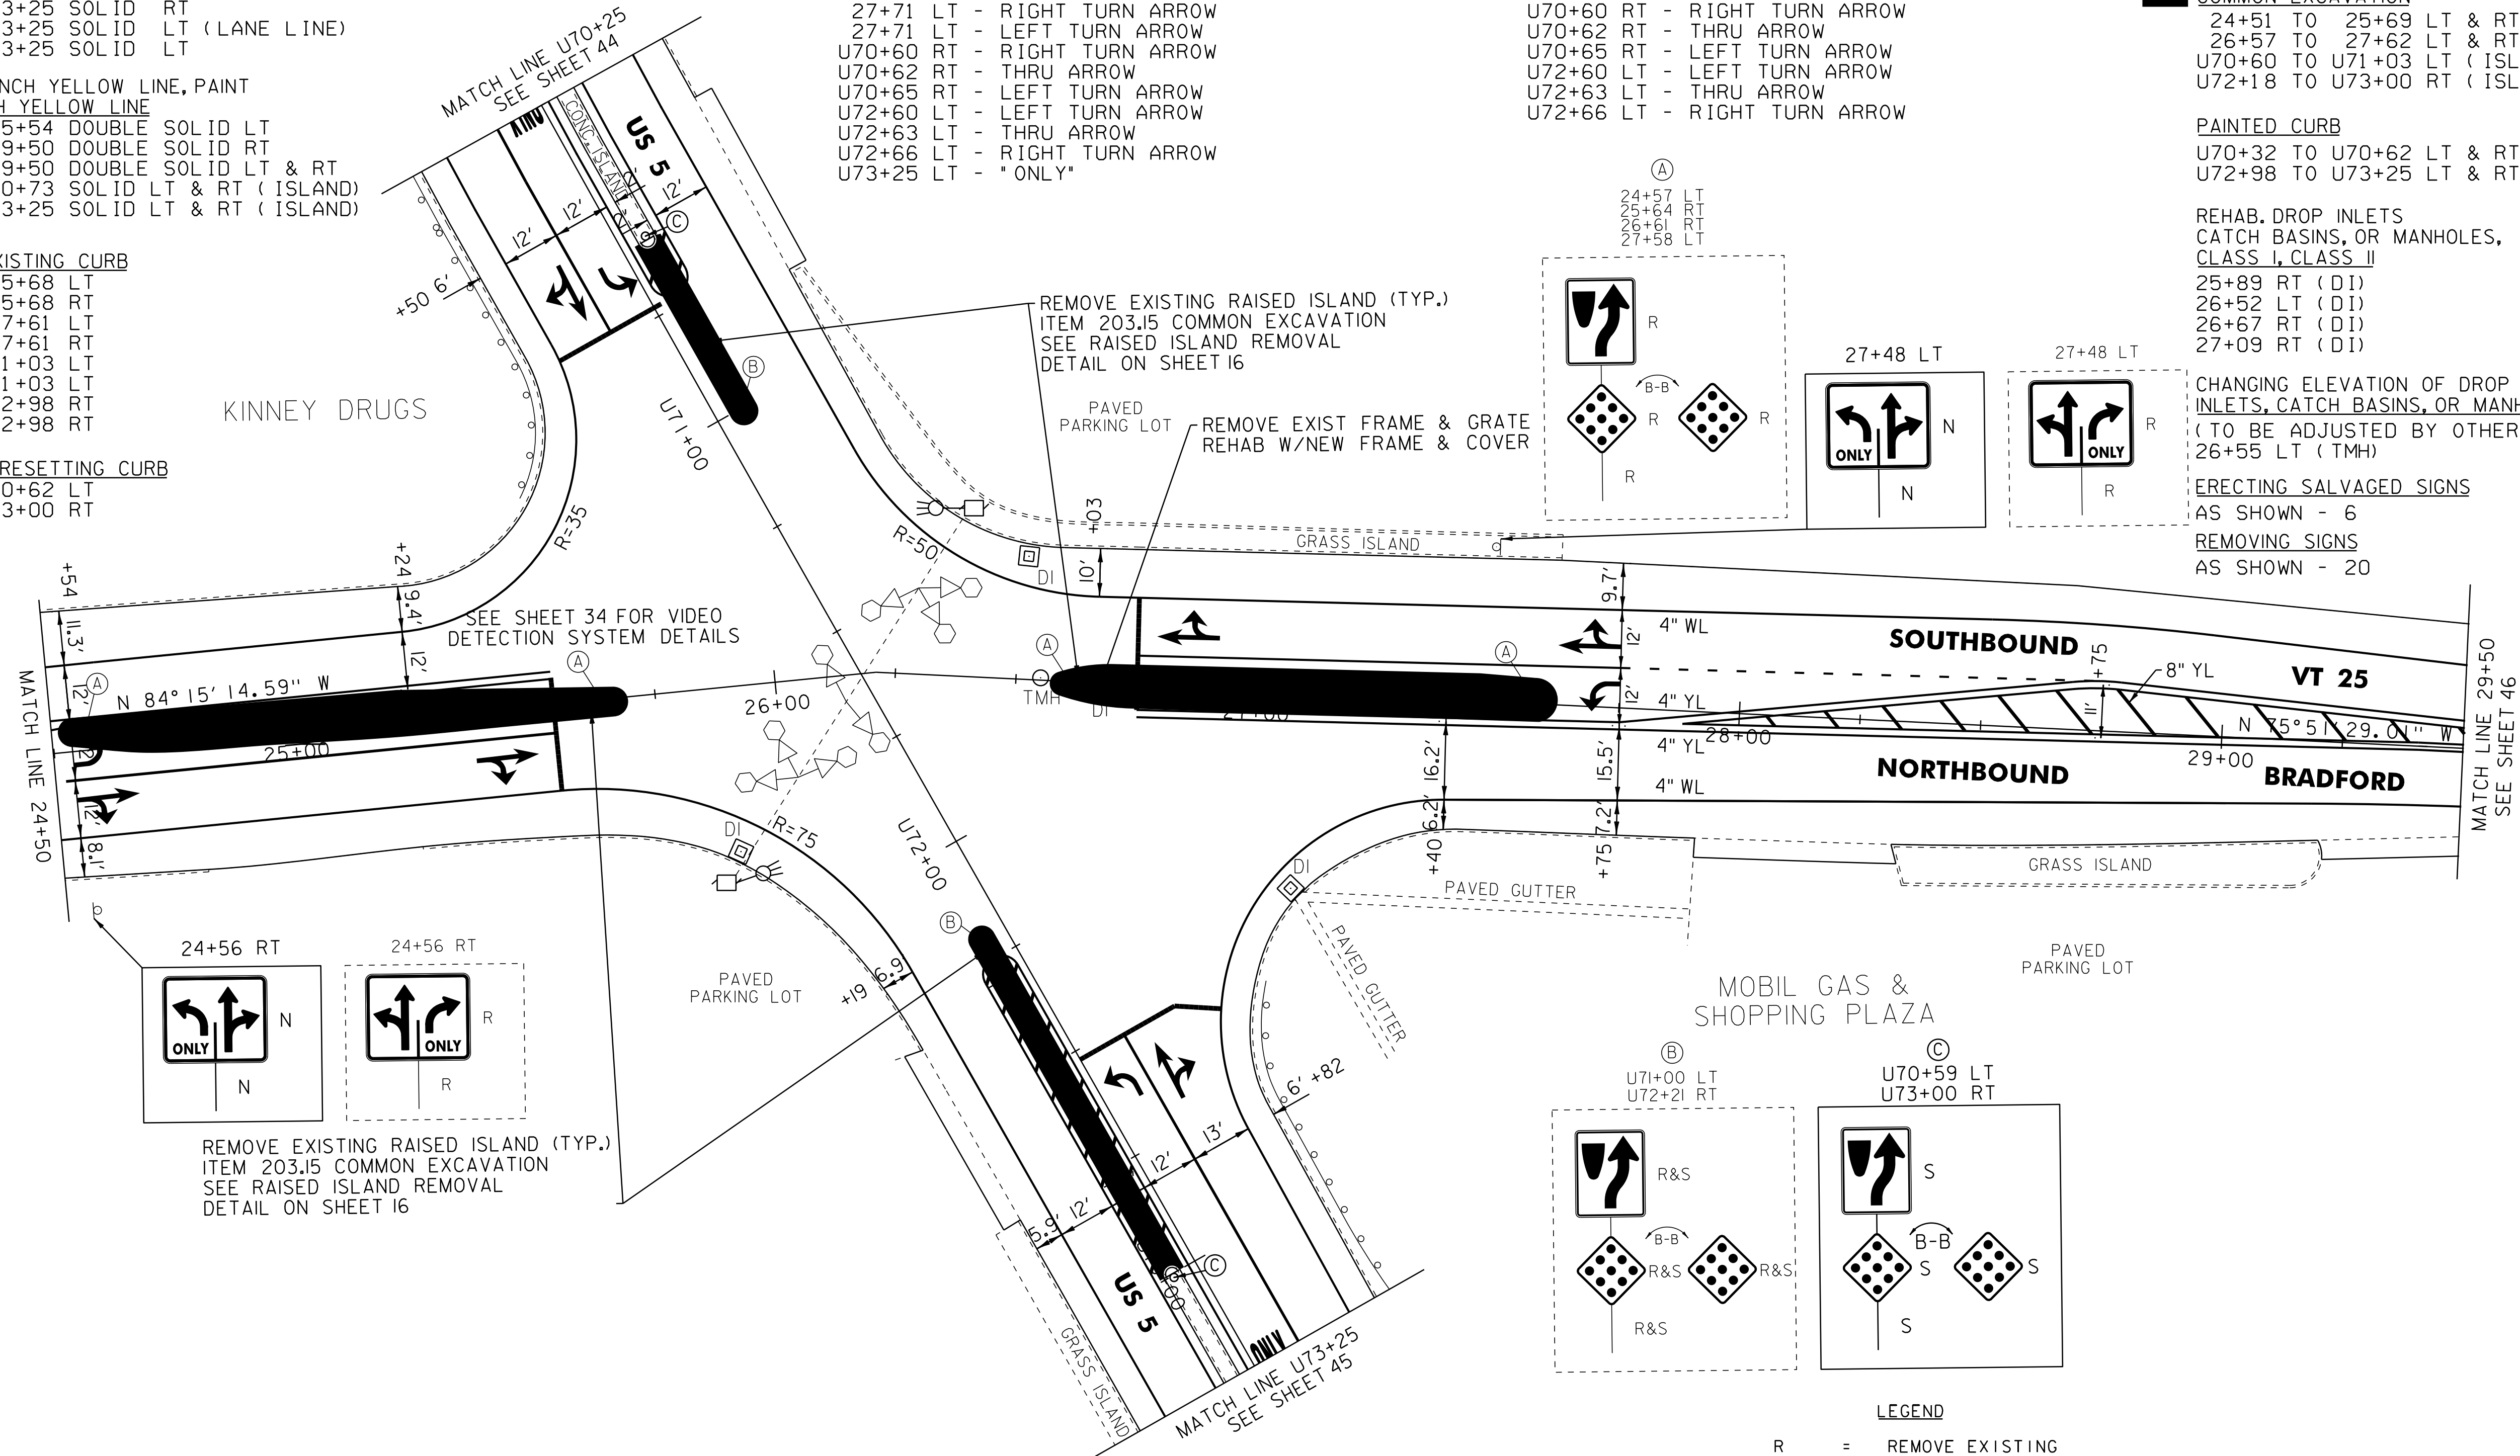 3+25 SOLID RT
3+25 SOLID LT (LANE LINE)
3+25 SOLID LT
NCH YELLOW LINE, PAINT
H YELLOW LINE
5+54 DOUBLE SOLID LT
9+50 DOUBLE SOLID RT
9+50 DOUBLE SOLID LT & RT
0+73 SOLID LT & RT (ISLAND)
3+25 SOLID LT & RT (ISLAND)
XISTING CURB
5+68 LT
5+68 RT
7+61 LT
7+61 RT
1+03 LT
1+03 LT
2+98 RT
2+98 RT
RESETTING CURB
0+62 LT
3+00 RT
27+71 LT - RIGHT TURN ARROW
27+71 LT - LEFT TURN ARROW
U70+60 RT - RIGHT TURN ARROW
U70+62 RT - THRU ARROW
U70+65 RT - LEFT TURN ARROW
U72+60 LT - LEFT TURN ARROW
U72+63 LT - THRU ARROW
U72+66 LT - RIGHT TURN ARROW
U73+25 LT - "ONLY"
U70+60 RT - RIGHT TURN ARROW
U70+62 RT - THRU ARROW
U70+65 RT - LEFT TURN ARROW
U72+60 LT - LEFT TURN ARROW
U72+63 LT - THRU ARROW
U72+66 LT - RIGHT TURN ARROW
COMMON EXCAVATION
24+51 TO 25+69 LT & RT
26+57 TO 27+62 LT & RT
U70+60 TO U71+03 LT (ISL
U72+18 TO U73+00 RT (ISL
PAINTED CURB
U70+32 TO U70+62 LT & RT
U72+98 TO U73+25 LT & RT
REHAB. DROP INLETS
CATCH BASINS, OR MANHOLES,
CLASS I, CLASS II
25+89 RT (DI)
26+52 LT (DI)
26+67 RT (DI)
27+09 RT (DI)
CHANGING ELEVATION OF DROP
INLETS, CATCH BASINS, OR MANH
(TO BE ADJUSTED BY OTHER
26+55 LT (TMH)
ERECTING SALVAGED SIGNS
AS SHOWN - 6
REMOVING SIGNS
AS SHOWN - 20
MATCH LINE U70+25
SEE SHEET 44
ONLY
CONC. ISLAND
US 5
12'
12'
2'
2'
12'
C
+50 6'
B
U71+00
KINNEY DRUGS
R=35
REMOVE EXISTING RAISED ISLAND (TYP.)
ITEM 203.15 COMMON EXCAVATION
SEE RAISED ISLAND REMOVAL
DETAIL ON SHEET 16
PAVED
PARKING LOT
REMOVE EXIST FRAME & GRATE
REHAB W/NEW FRAME & COVER
A
24+57 LT
25+64 RT
26+61 RT
27+58 LT
R
B-B
R
R
R
27+48 LT
ONLY
N
N
27+48 LT
ONLY
R
R
R=50
+03
DI
10'
GRASS ISLAND
9.7'
+54
+24
11.3'
9.4'
12'
12'
SEE SHEET 34 FOR VIDEO
DETECTION SYSTEM DETAILS
A
A
N 84° 15' 14.59" W
25+00
26+00
MATCH LINE 24+50
12'
8.1'
A
TMH
DI
27+00
A
12'
12'
4" WL
4" YL
4" YL
4" WL
SOUTHBOUND
+75
8" YL
VT 25
11'
28+00
N 75° 51' 29.01" W
29+00
NORTHBOUND
BRADFORD
MATCH LINE 29+50
SEE SHEET 46
16.2'
15.5'
6.2'
7.2'
+40
+75
GRASS ISLAND
PAVED GUTTER
DI
PAVED GUTTER
PAVED
PARKING LOT
MOBIL GAS &
SHOPPING PLAZA
DI
R=75
U72+00
B
24+56 RT
ONLY
N
N
24+56 RT
ONLY
R
R
REMOVE EXISTING RAISED ISLAND (TYP.)
ITEM 203.15 COMMON EXCAVATION
SEE RAISED ISLAND REMOVAL
DETAIL ON SHEET 16
PAVED
PARKING LOT
6.9'
+19
6' +82
13'
12'
12'
5.9'
C
US 5
GRASS ISLAND
ONLY
MATCH LINE U73+25
SEE SHEET 45
B
U71+00 LT
U72+21 RT
R&S
B-B
R&S
R&S
R&S
C
U70+59 LT
U73+00 RT
S
B-B
S
S
S
LEGEND
R = REMOVE EXISTING